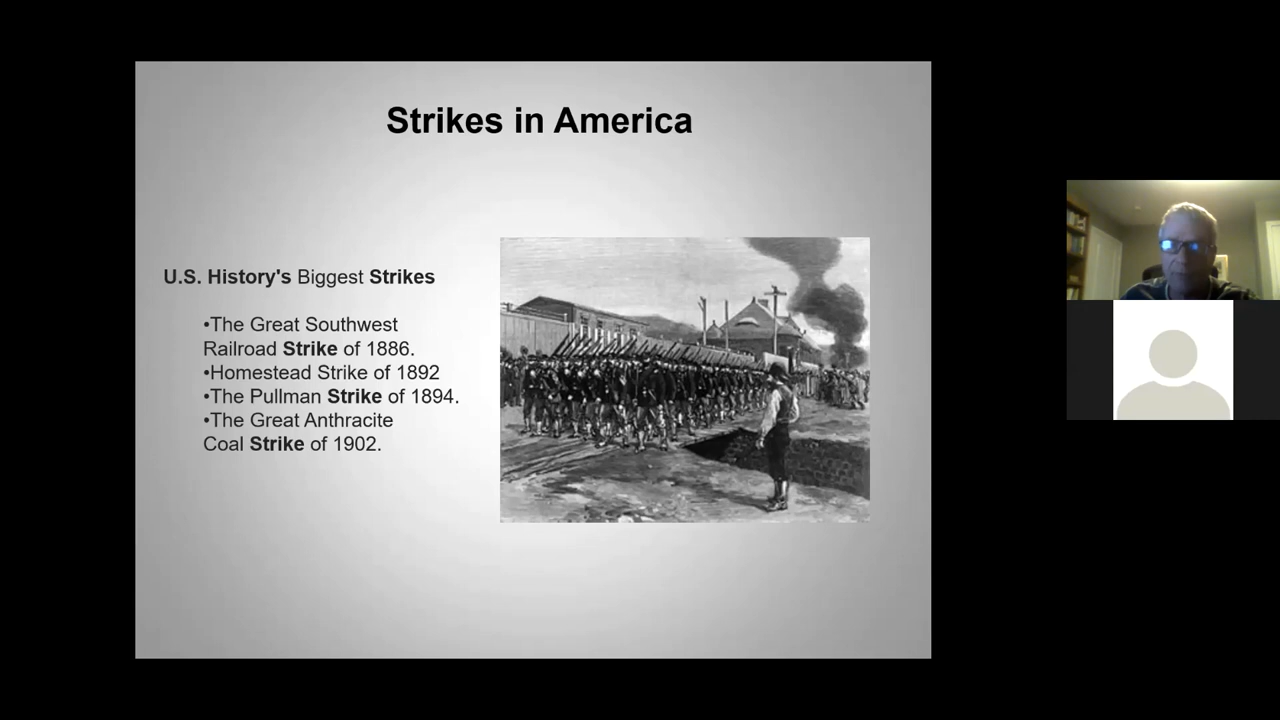 Strikes in America
U.S. History's Biggest Strikes
•The Great Southwest
Railroad Strike of 1886.
•Homestead Strike of 1892
•The Pullman Strike of 1894.
•The Great Anthracite
Coal Strike of 1902.